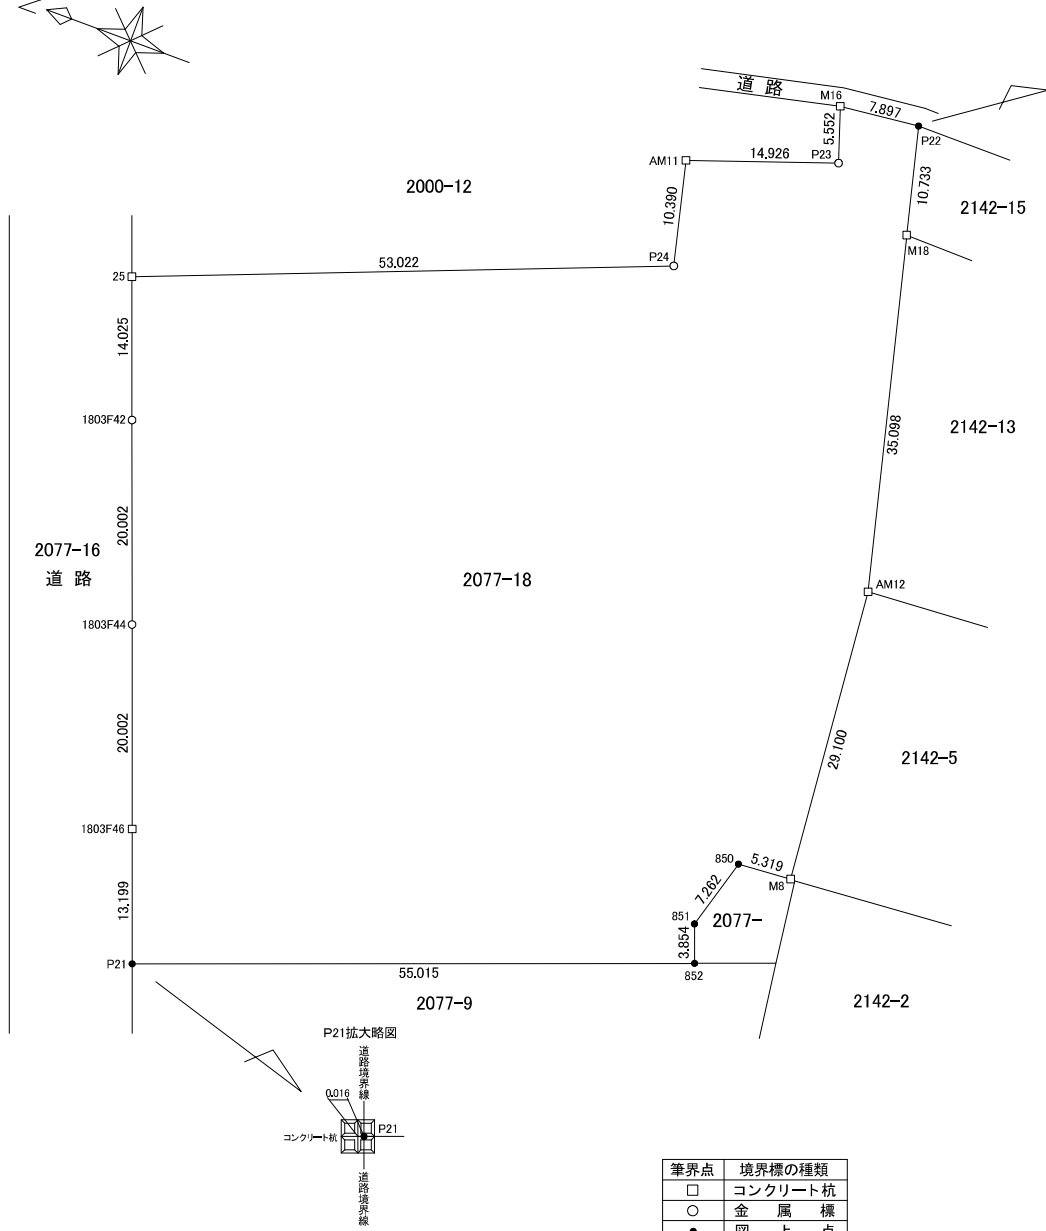 道 路
M16
7.897
5.552
P22
14.926
P23
AM11
10.733
10.390
2000-12
2142-15
M18
P24
53.022
25
14.025
1803F42
35.098
2142-13
20.002
2077-16
道 路
2077-18
AM12
1803F44
20.002
29.100
2142-5
1803F46
850
5.319
M8
7.262
13.199
851
2077-
3.854
P21
55.015
852
2077-9
2142-2
P21拡大略図
道路境界線
0.016
P21
コンクリート杭
道路境界線
筆界点 境界標の種類
□ コンクリート杭
○ 金 属 標
● 図 上 点